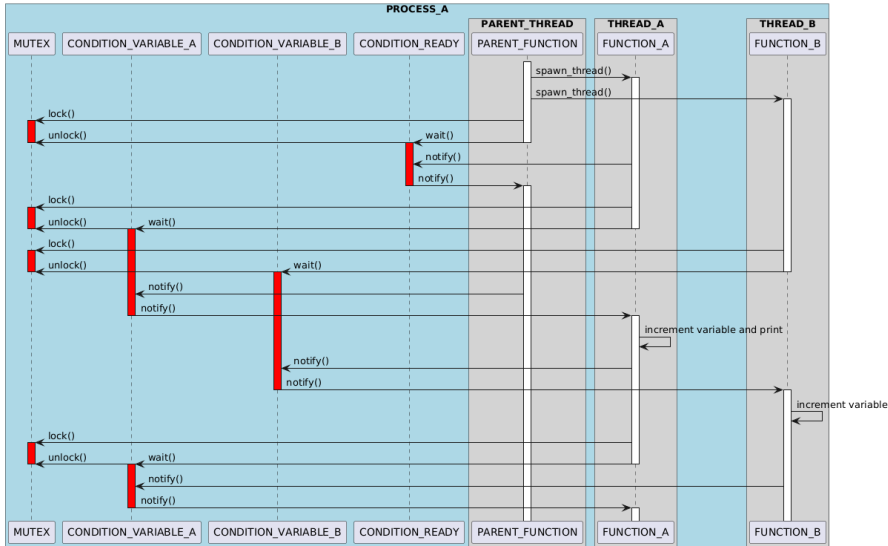 PROCESS_A
PARENT_THREAD THREAD_A THREAD_B
MUTEX CONDITION_VARIABLE_A CONDITION_VARIABLE_B CONDITION_READY PARENT_FUNCTION FUNCTION_A FUNCTION_B
spawn_thread()
spawn_thread()
lock()
unlock() wait()
notify()
notify()
lock()
unlock() wait()
lock()
unlock() wait()
notify()
notify()
increment variable and print
notify()
notify()
increment variable
lock()
unlock() wait()
notify()
notify()
MUTEX CONDITION_VARIABLE_A CONDITION_VARIABLE_B CONDITION_READY PARENT_FUNCTION FUNCTION_A FUNCTION_B